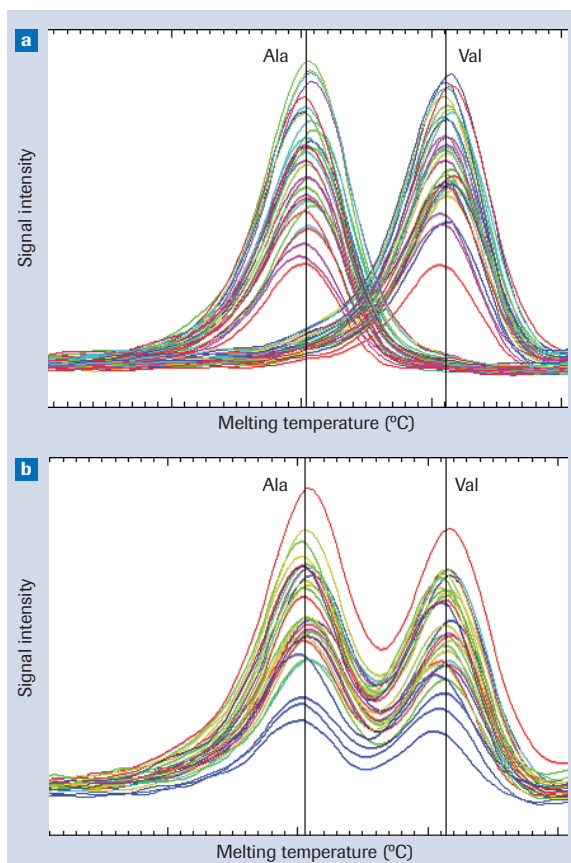 a
Ala Val
Signal intensity
Melting temperature (ºC)
b
Ala Val
Signal intensity
Melting temperature (ºC)